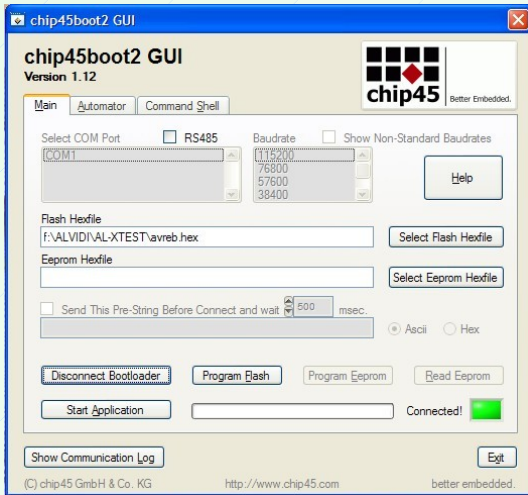 chip45boot2 GUI
chip45boot2 GUI
Version 1.12
chip45
Better Embedded.
Main Automator Command Shell
Select COM Port RS485 Baudrate Show Non-Standard Baudrates
COM1
115200
76800
57600
38400
Help
Flash Hexfile
f:\ALVIDI\AL-XTEST\avreb.hex Select Flash Hexfile
Eeprom Hexfile
Select Eeprom Hexfile
Send This Pre-String Before Connect and wait 500 msec.
Ascii Hex
Disconnect Bootloader Program Flash Program Eeprom Read Eeprom
Start Application Connected!
Show Communication Log Exit
(C) chip45 GmbH & Co. KG http://www.chip45.com better embedded.